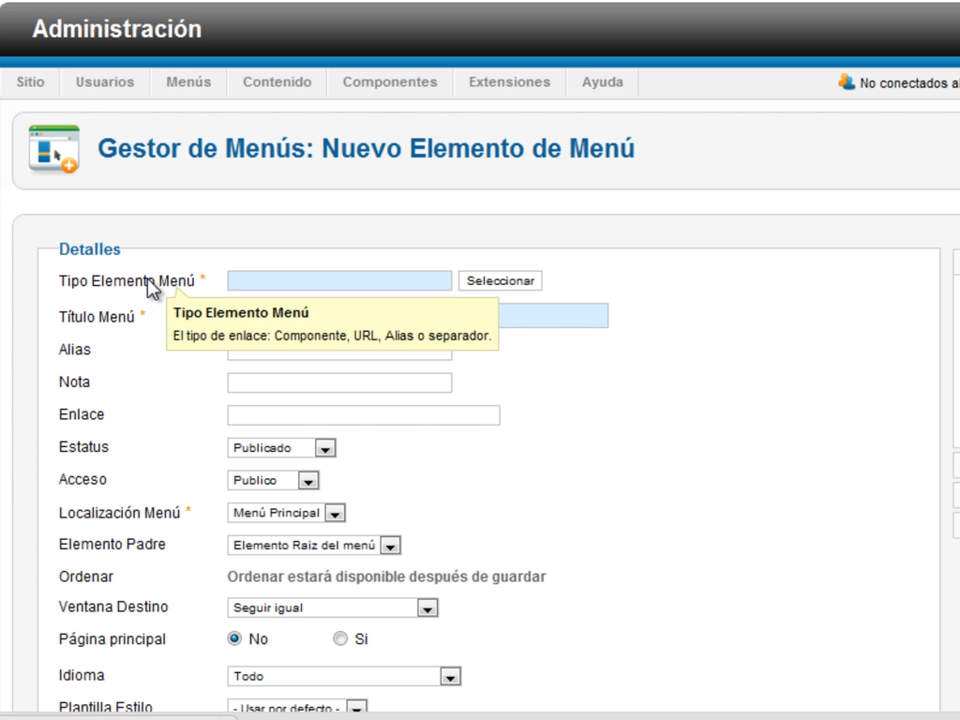 Administración
Sitio Usuarios Menús Contenido Componentes Extensiones Ayuda No conectados al
Gestor de Menús: Nuevo Elemento de Menú
Detalles
Tipo Elemento Menú * Seleccionar
Tipo Elemento Menú
Título Menú *
El tipo de enlace: Componente, URL, Alias o separador.
Alias
Nota
Enlace
Estatus Publicado
Acceso Publico
Localización Menú * Menú Principal
Elemento Padre Elemento Raiz del menú
Ordenar Ordenar estará disponible después de guardar
Ventana Destino Seguir igual
Página principal No Si
Idioma Todo
Plantilla Estilo - Usar por defecto -